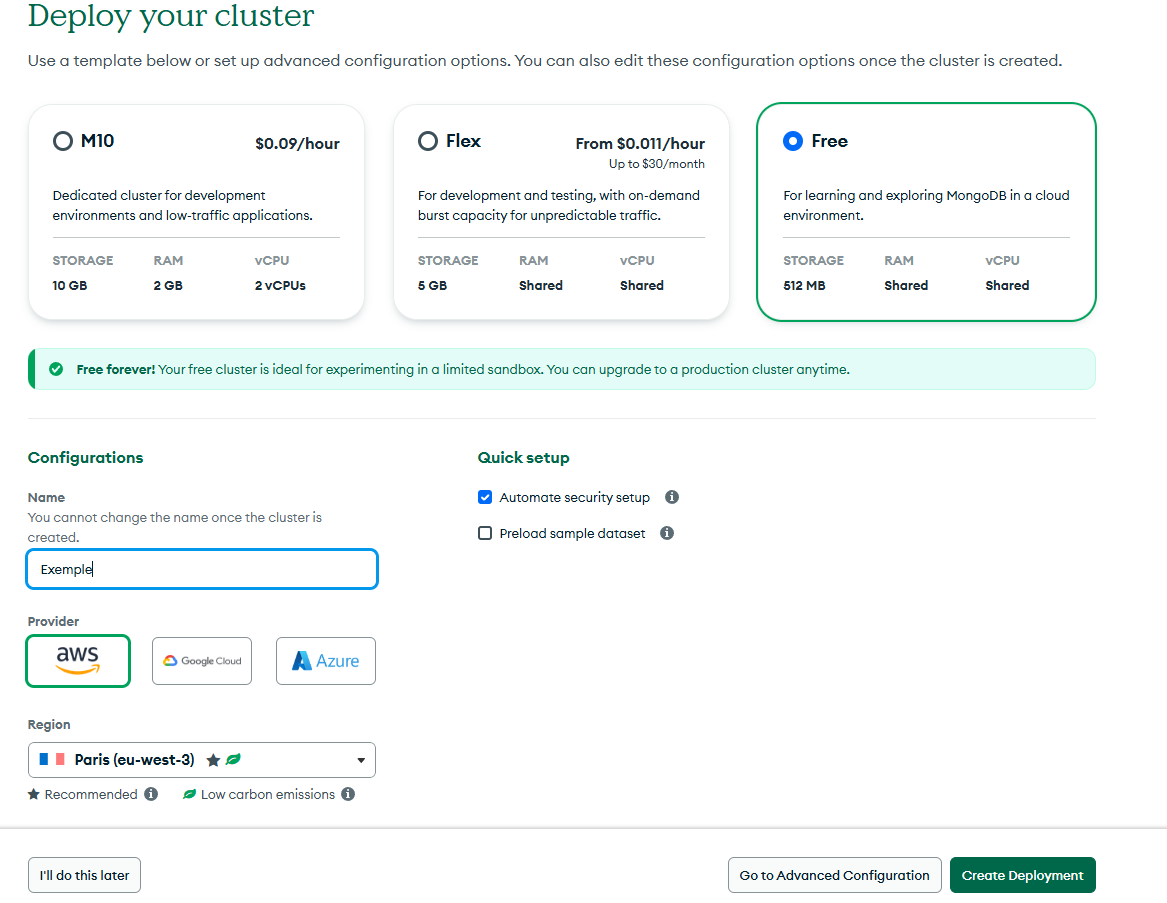 Deploy your cluster
Use a template below or set up advanced configuration options. You can also edit these configuration options once the cluster is created.
M10
$0.09/hour
Dedicated cluster for development
environments and low-traffic applications.
STORAGE RAM vCPU
10 GB 2 GB 2 vCPUs
Flex
From $0.011/hour
Up to $30/month
For development and testing, with on-demand
burst capacity for unpredictable traffic.
STORAGE RAM vCPU
5 GB Shared Shared
Free
For learning and exploring MongoDB in a cloud
environment.
STORAGE RAM vCPU
512 MB Shared Shared
Free forever! Your free cluster is ideal for experimenting in a limited sandbox. You can upgrade to a production cluster anytime.
Configurations
Name
You cannot change the name once the cluster is
created.
Exemple
Provider
aws
Google Cloud
Azure
Region
Paris (eu-west-3)
Recommended
Low carbon emissions
Quick setup
Automate security setup
Preload sample dataset
I'll do this later
Go to Advanced Configuration
Create Deployment